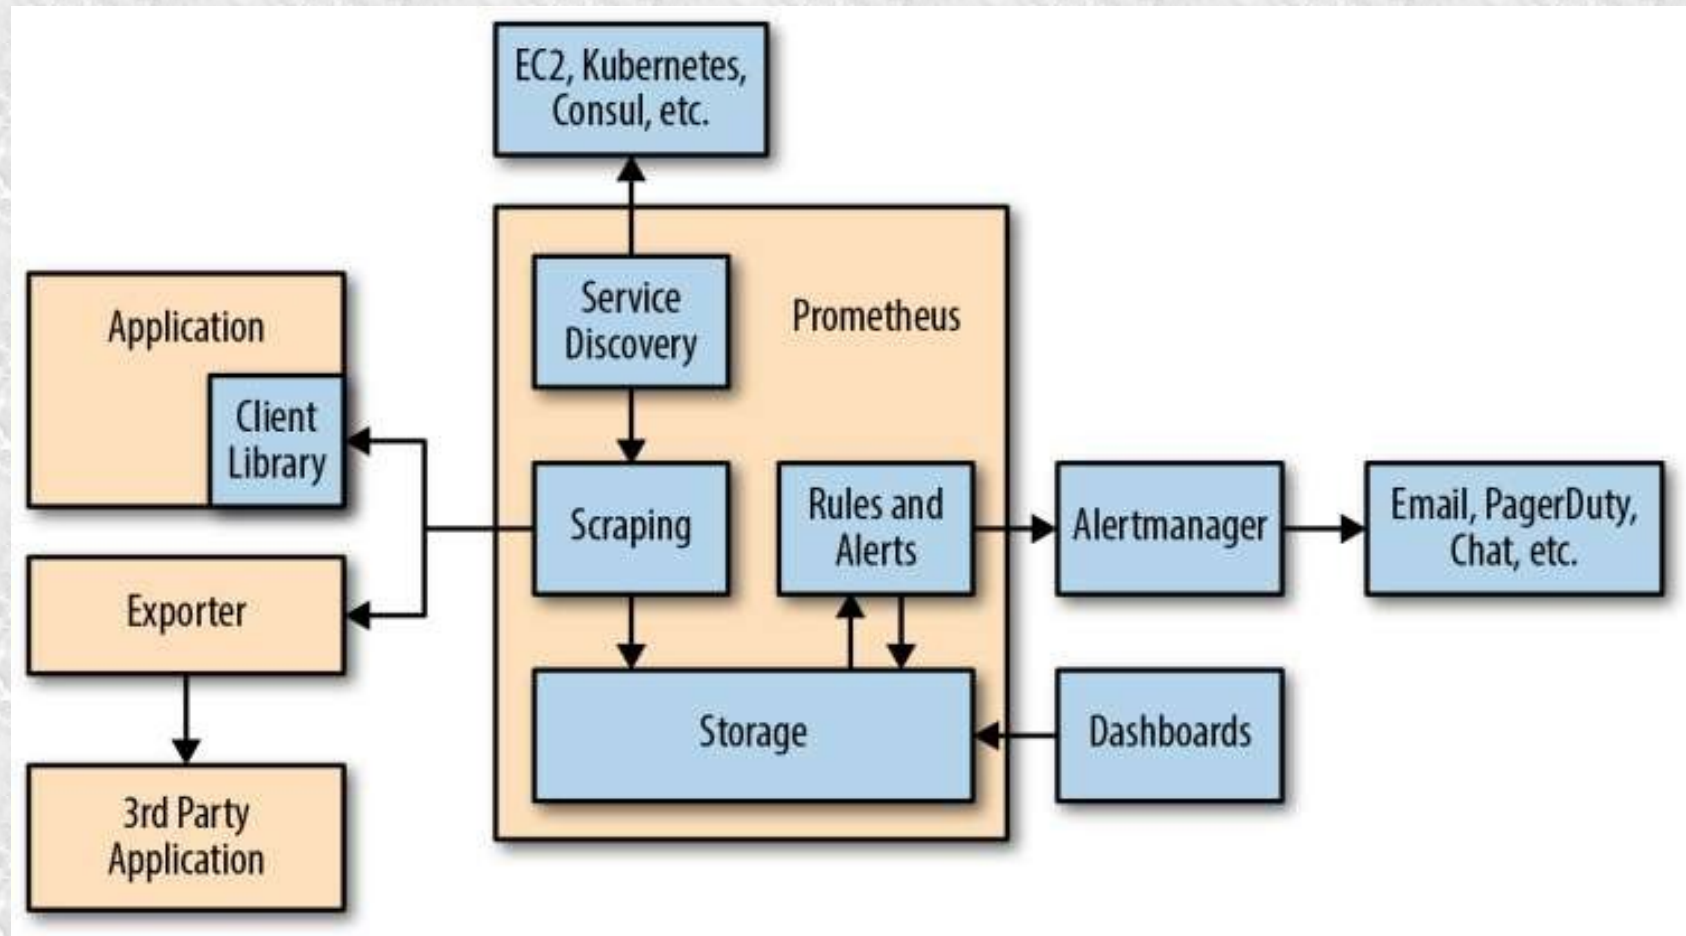 EC2, Kubernetes,
Consul, etc.
Service
Discovery
Prometheus
Application
Client
Library
Scraping
Rules and
Alerts
Alertmanager
Email, PagerDuty,
Chat, etc.
Exporter
Storage
Dashboards
3rd Party
Application